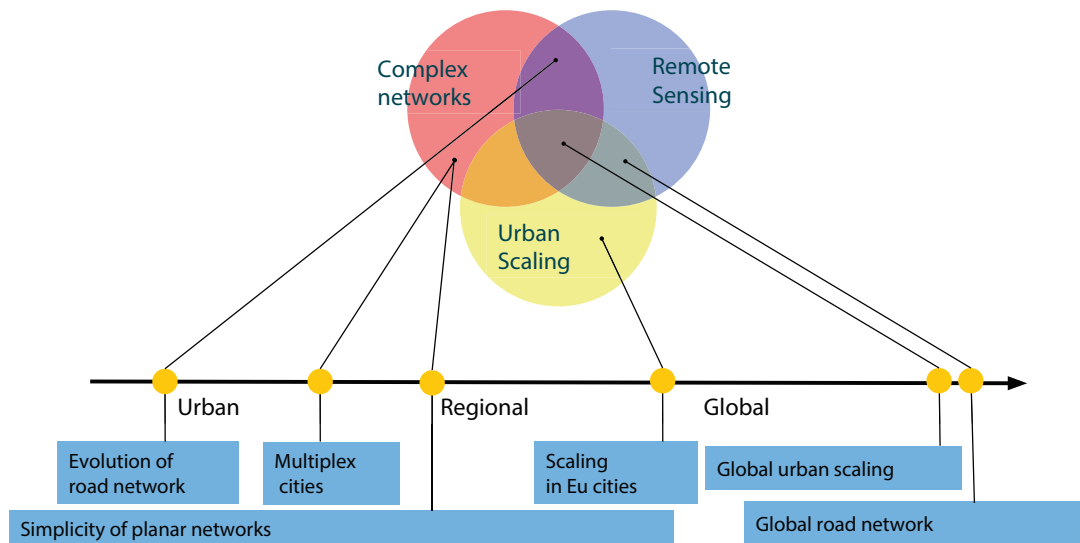 Complex
networks
Remote
Sensing
Urban
Scaling
Urban
Regional
Global
Evolution of
road network
Multiplex
cities
Scaling
in Eu cities
Global urban scaling
Simplicity of planar networks
Global road network